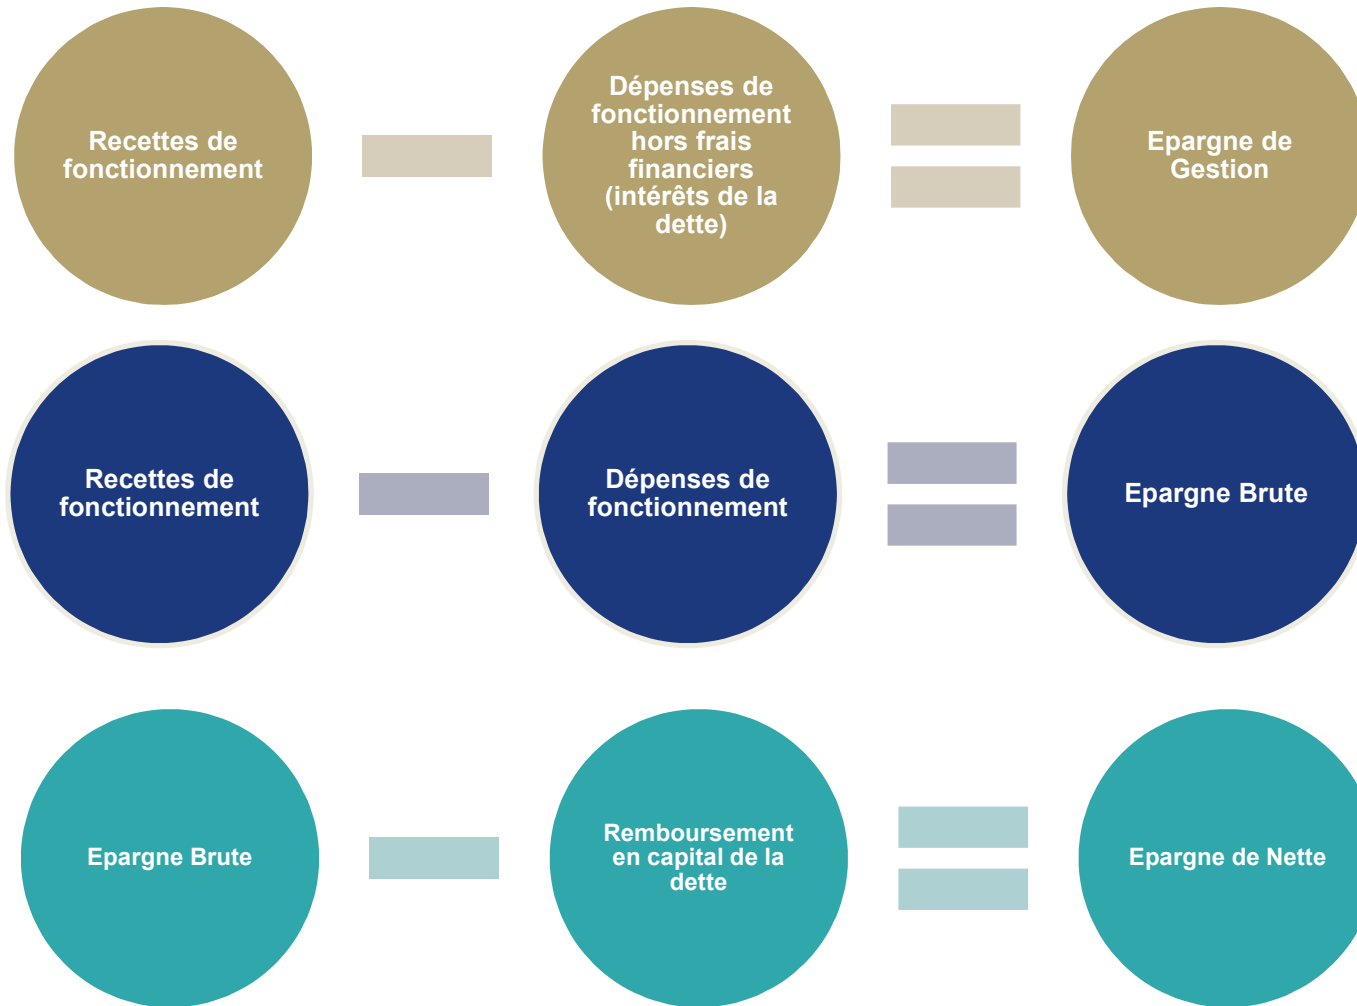 Recettes de
fonctionnement
Dépenses de
fonctionnement
hors frais
financiers
(intérêts de la
dette)
Epargne de
Gestion
Recettes de
fonctionnement
Dépenses de
fonctionnement
Epargne Brute
Epargne Brute
Remboursement
en capital de la
dette
Epargne de Nette